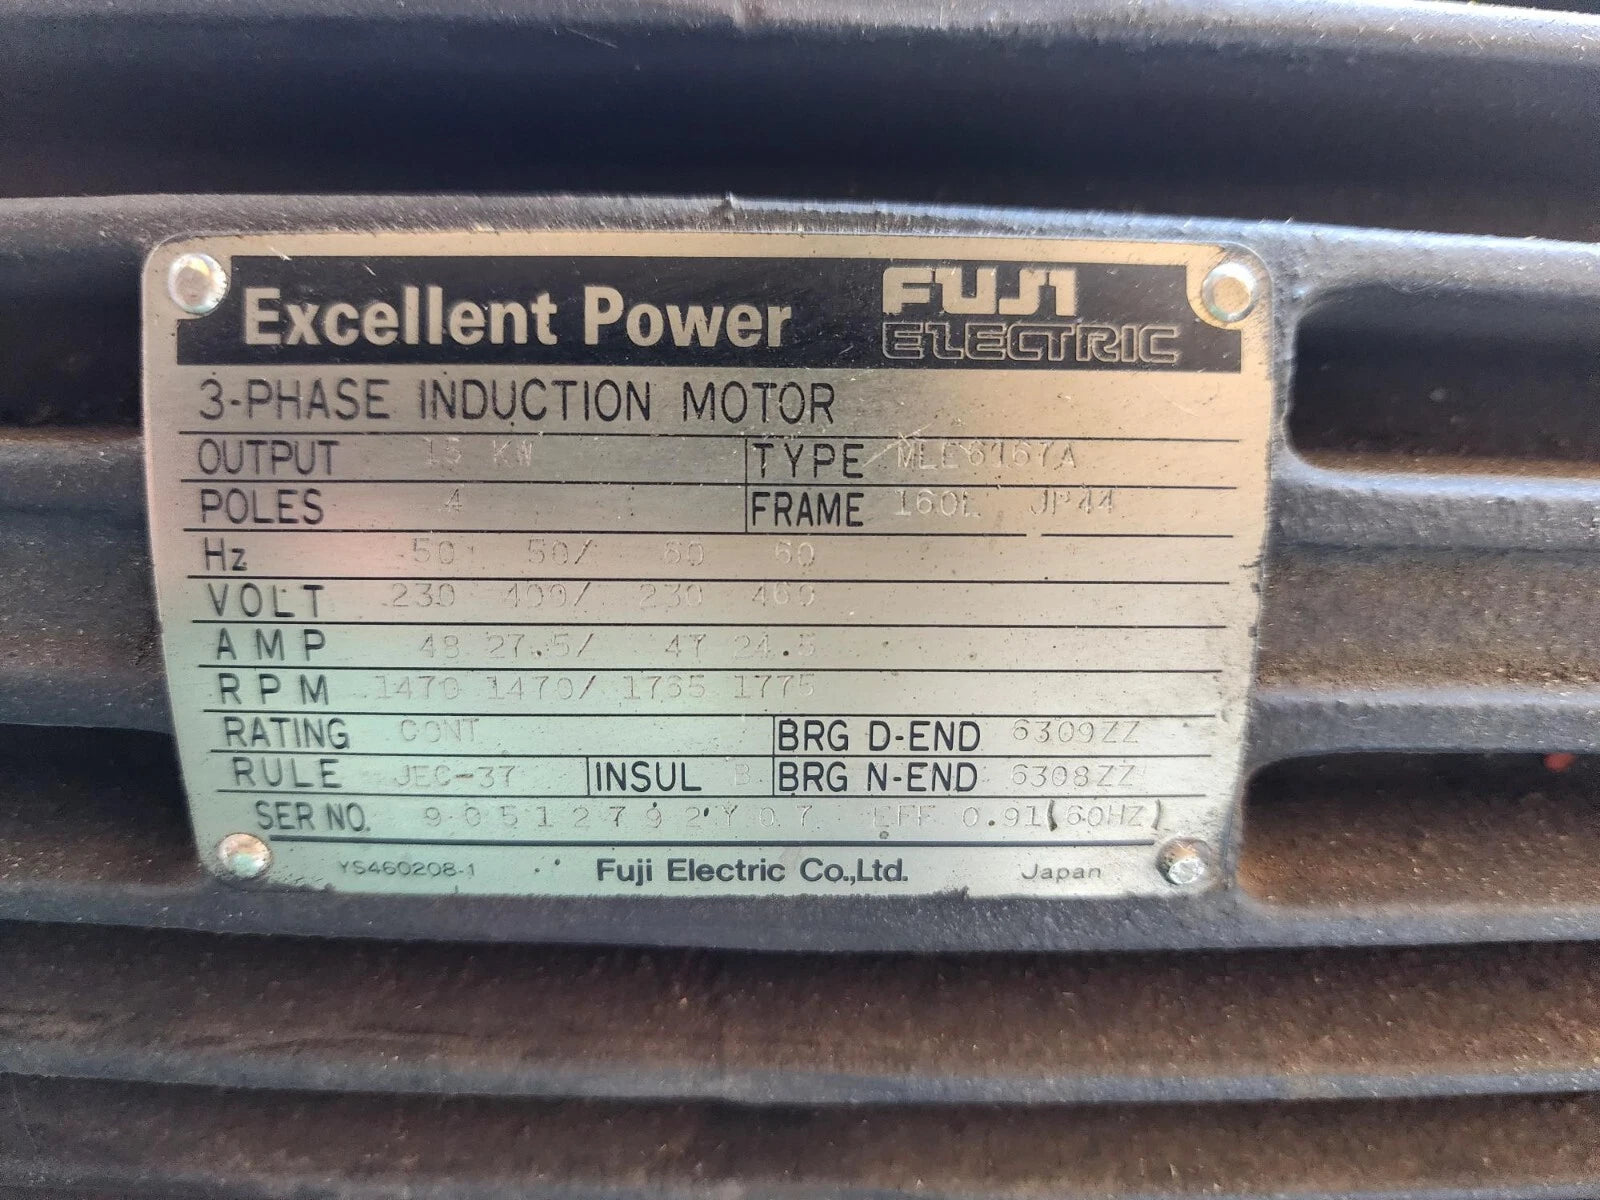 Excellent Power FUJI ELECTRIC
3-PHASE INDUCTION MOTOR
OUTPUT 15 KW TYPE MLE6167A
POLES 4 FRAME 160L JP44
Hz 50 50/ 60 60
VOLT 230 400/ 230 460
AMP 48 27.5/ 47 24.5
RPM 1470 1470/ 1765 1775
RATING CONT BRG D-END 6309ZZ
RULE JEC-37 INSUL B BRG N-END 6308ZZ
SER NO. 90512792Y07 EFF 0.91(60HZ)
YS460208-1 Fuji Electric Co.,Ltd. Japan